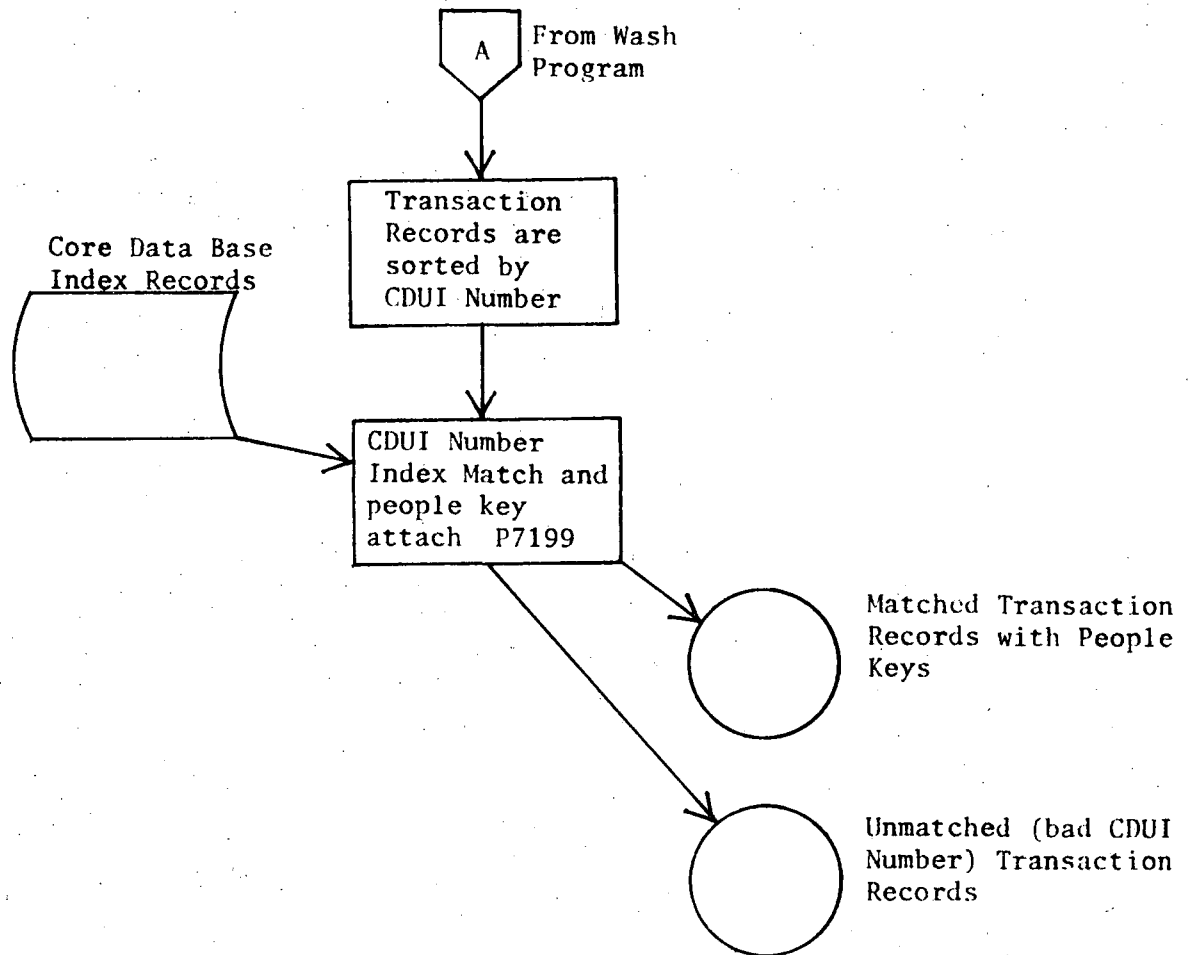 A
From Wash
Program
Transaction
Records are
sorted by
CDUI Number
Core Data Base
Index Records
CDUI Number
Index Match and
people key
attach P7199
Matched Transaction
Records with People
Keys
Unmatched (bad CDUI
Number) Transaction
Records